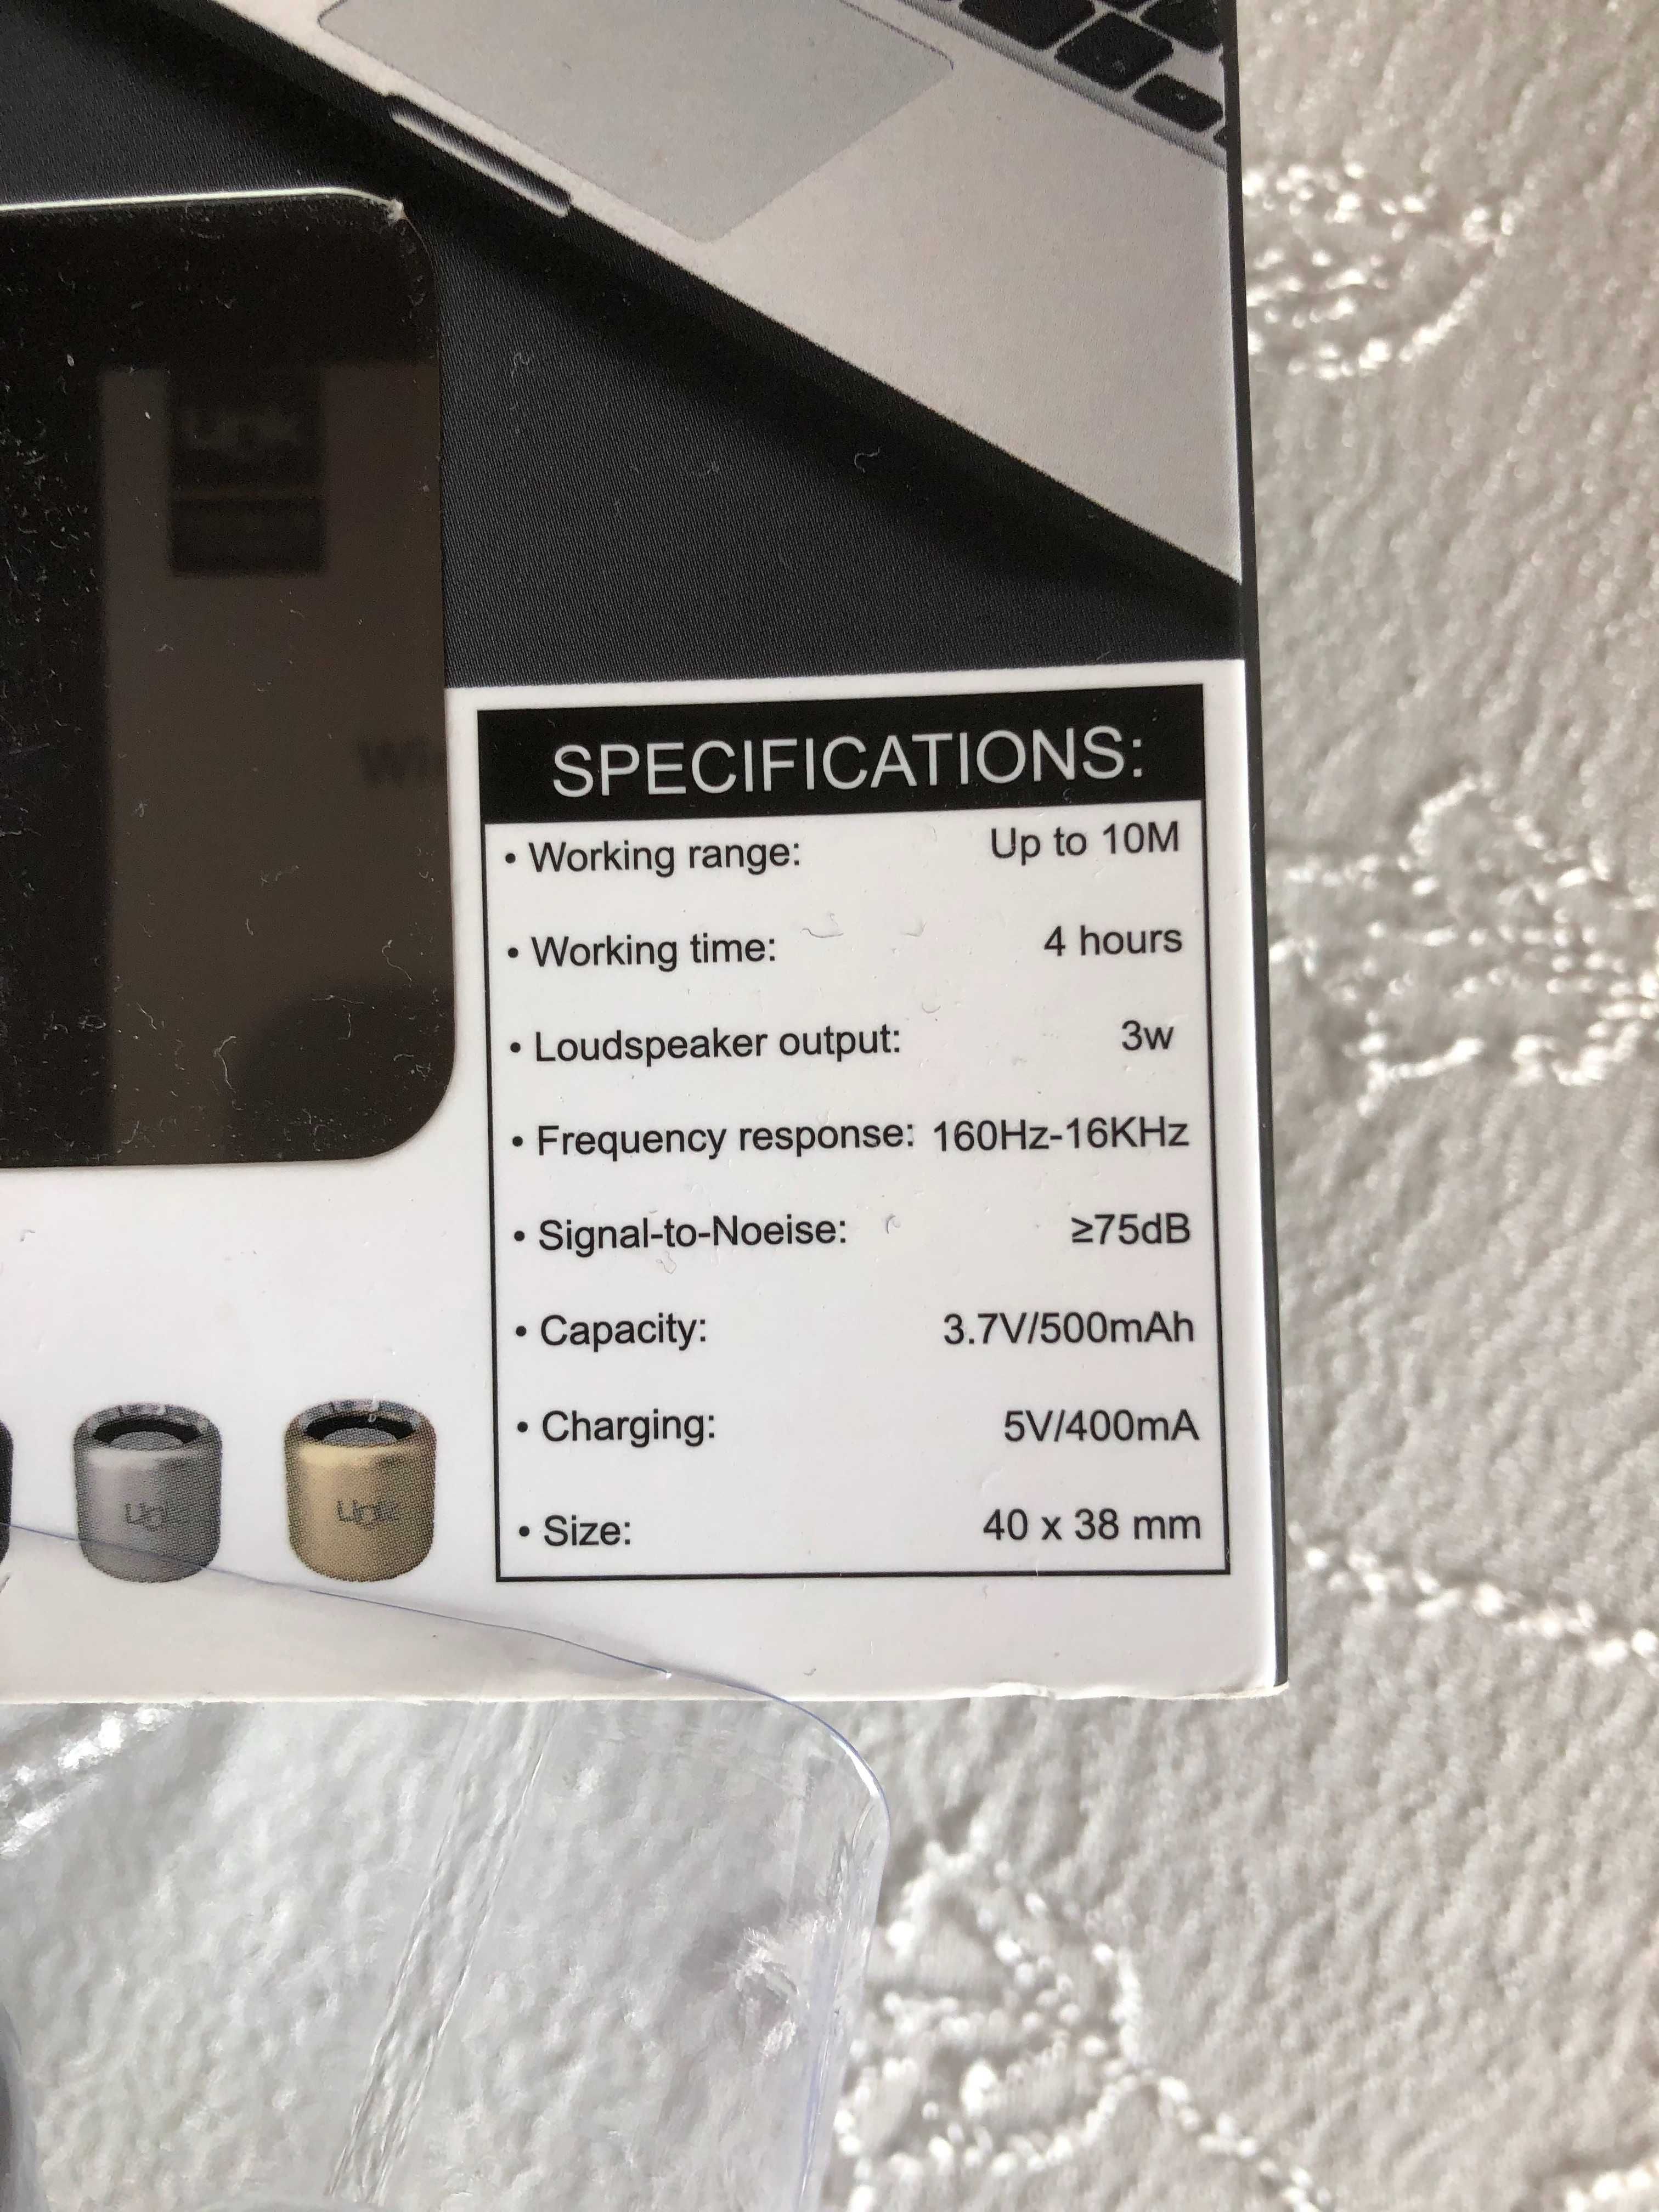 SPECIFICATIONS:
• Working range: Up to 10M
• Working time: 4 hours
• Loudspeaker output: 3w
• Frequency response: 160Hz-16KHz
• Signal-to-Noeise: ≥75dB
• Capacity: 3.7V/500mAh
• Charging: 5V/400mA
• Size: 40 x 38 mm